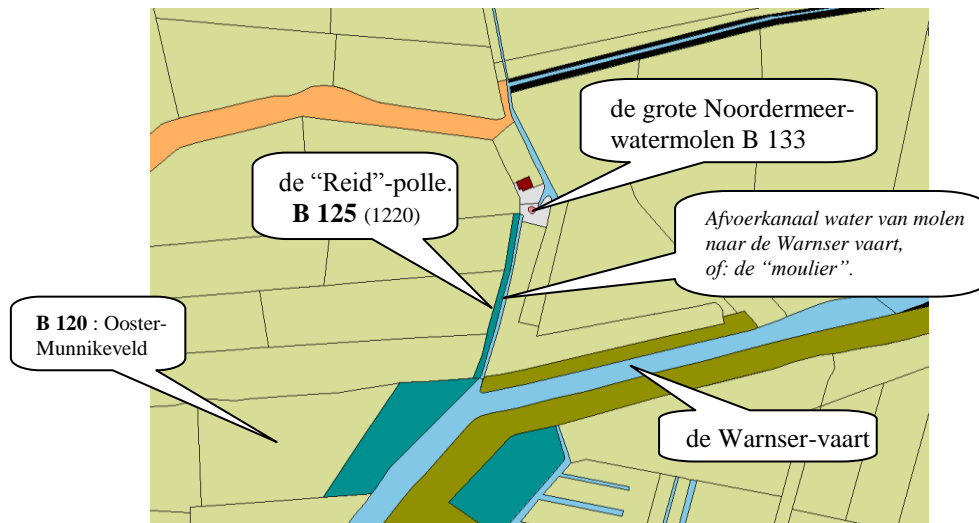 de grote Noordermeer-
watermolen B 133
de “Reid”-polle.
B 125 (1220)
Afvoerkanaal water van molen
naar de Warnser vaart,
of: de “moulier”.
B 120 : Ooster-
Munnikeveld
de Warnser-vaart